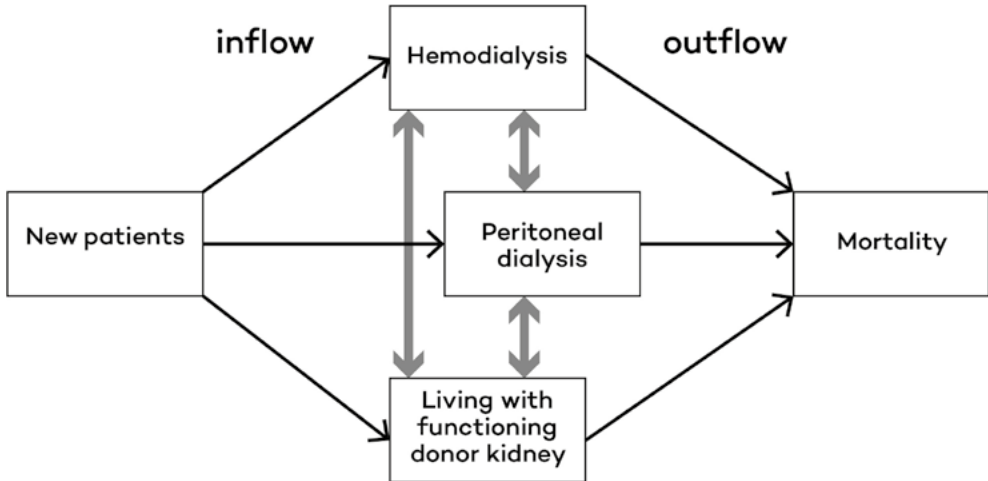 inflow
outflow
Hemodialysis
New patients
Peritoneal
dialysis
Mortality
Living with
functioning
donor kidney